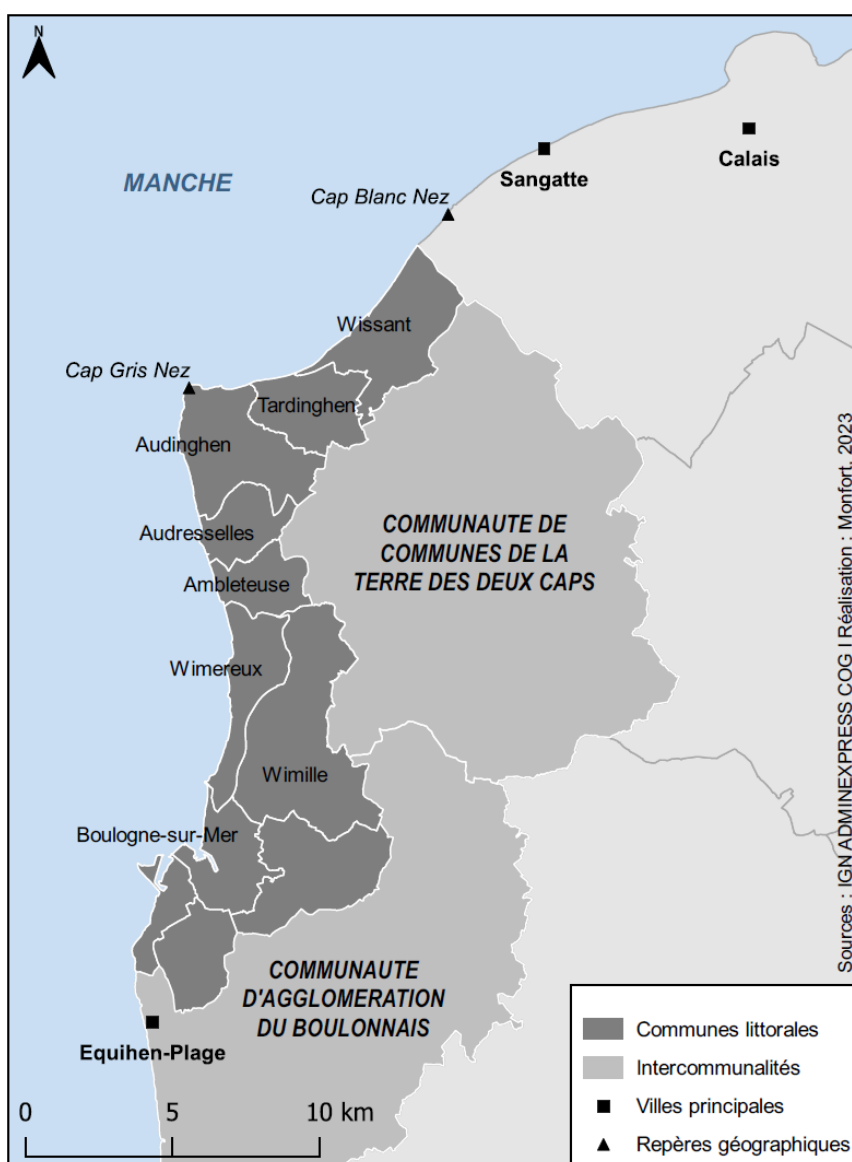 N
MANCHE
Calais
Sangatte
Cap Blanc Nez
Wissant
Cap Gris Nez
Tardinghen
Audinghen
Audresselles
COMMUNAUTE DE
COMMUNES DE LA
TERRE DES DEUX CAPS
Ambleteuse
Wimereux
Wimille
Boulogne-sur-Mer
COMMUNAUTE
D'AGGLOMERATION
DU BOULONNAIS
Equihen-Plage
0 5 10 km
Communes littorales
Intercommunalités
Villes principales
Repères géographiques
Sources : IGN ADMINEXPRESS COG I Réalisation : Monfort, 2023